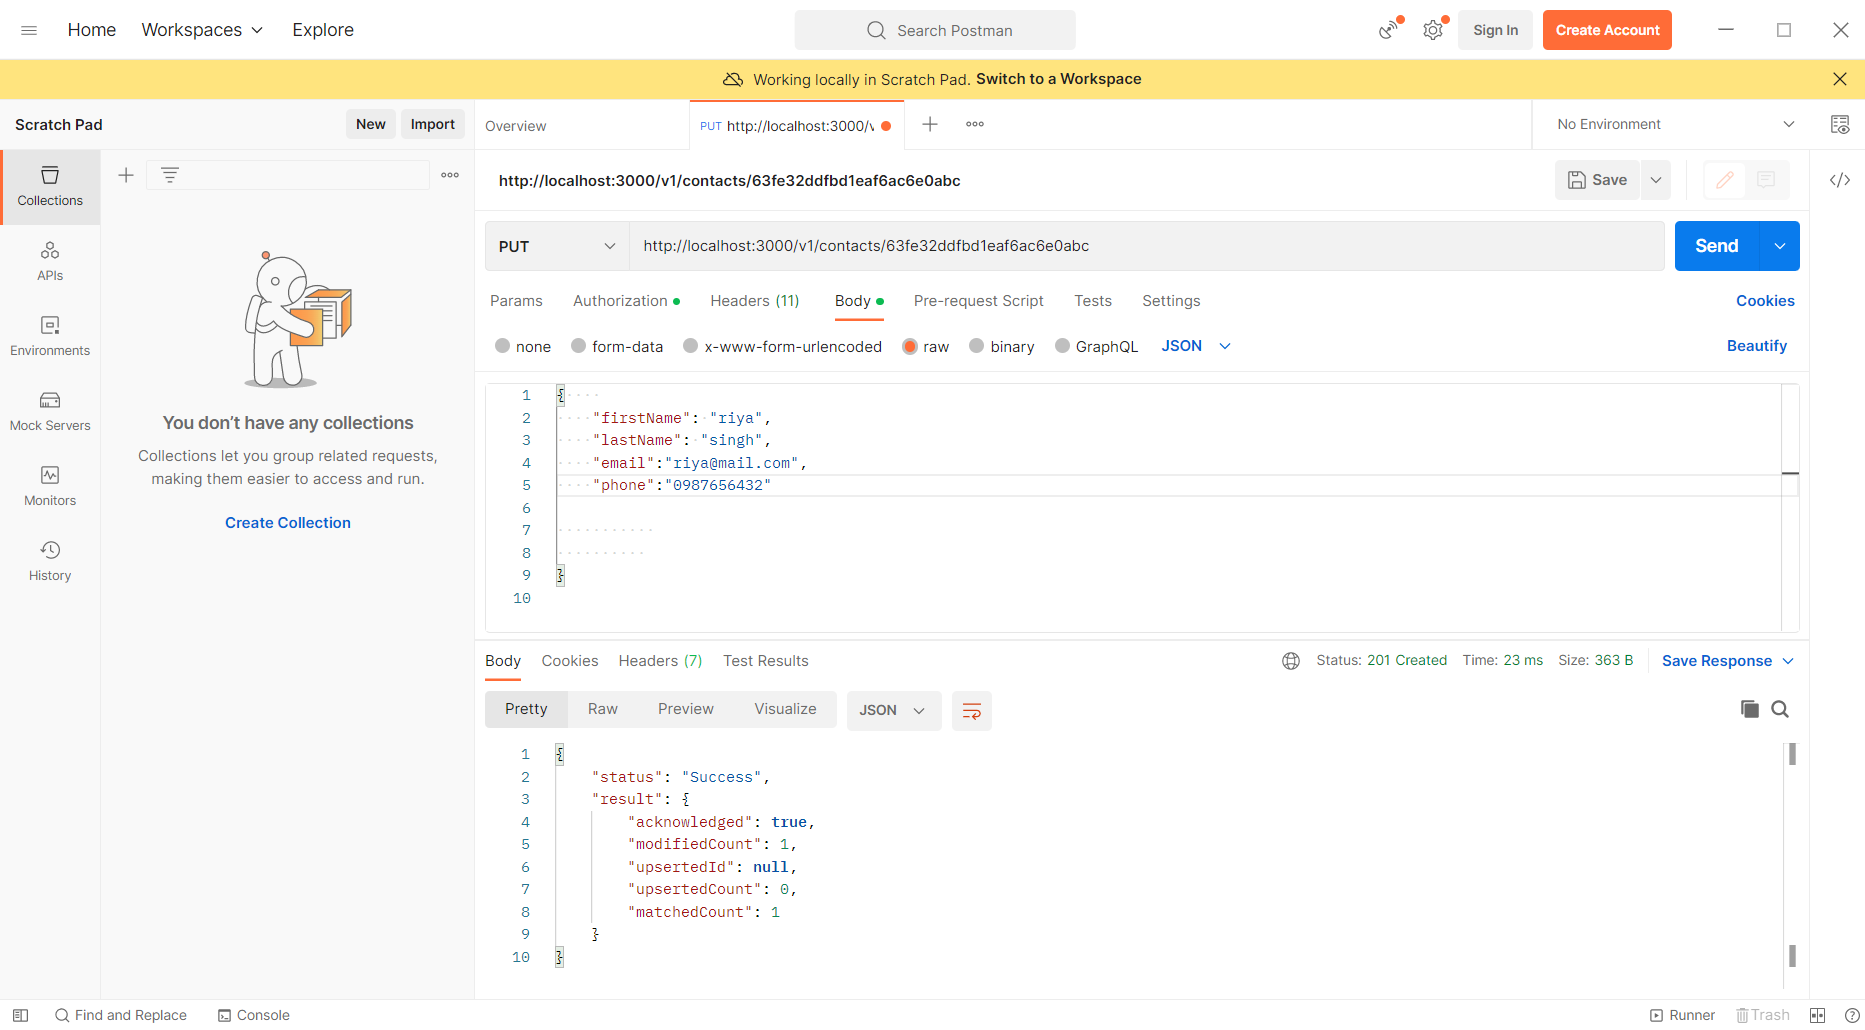 Home Workspaces Explore Search Postman Sign In Create Account
Working locally in Scratch Pad. Switch to a Workspace
Scratch Pad New Import
Collections
APIs
Environments
Mock Servers
Monitors
History
You don’t have any collections
Collections let you group related requests,
making them easier to access and run.
Create Collection
Overview PUT http://localhost:3000/v No Environment
http://localhost:3000/v1/contacts/63fe32ddfbd1eaf6ac6e0abc Save </>
PUT http://localhost:3000/v1/contacts/63fe32ddfbd1eaf6ac6e0abc Send
Params Authorization Headers (11) Body Pre-request Script Tests Settings Cookies
none form-data x-www-form-urlencoded raw binary GraphQL JSON Beautify
1 {
2 "firstName": "riya",
3 "lastName": "singh",
4 "email":"riya@mail.com",
5 "phone":"0987656432"
6
7
8
9 }
10
Body Cookies Headers (7) Test Results Status: 201 Created Time: 23 ms Size: 363 B Save Response
Pretty Raw Preview Visualize JSON
1 {
2 "status": "Success",
3 "result": {
4 "acknowledged": true,
5 "modifiedCount": 1,
6 "upsertedId": null,
7 "upsertedCount": 0,
8 "matchedCount": 1
9 }
10 }
Find and Replace Console Runner Trash